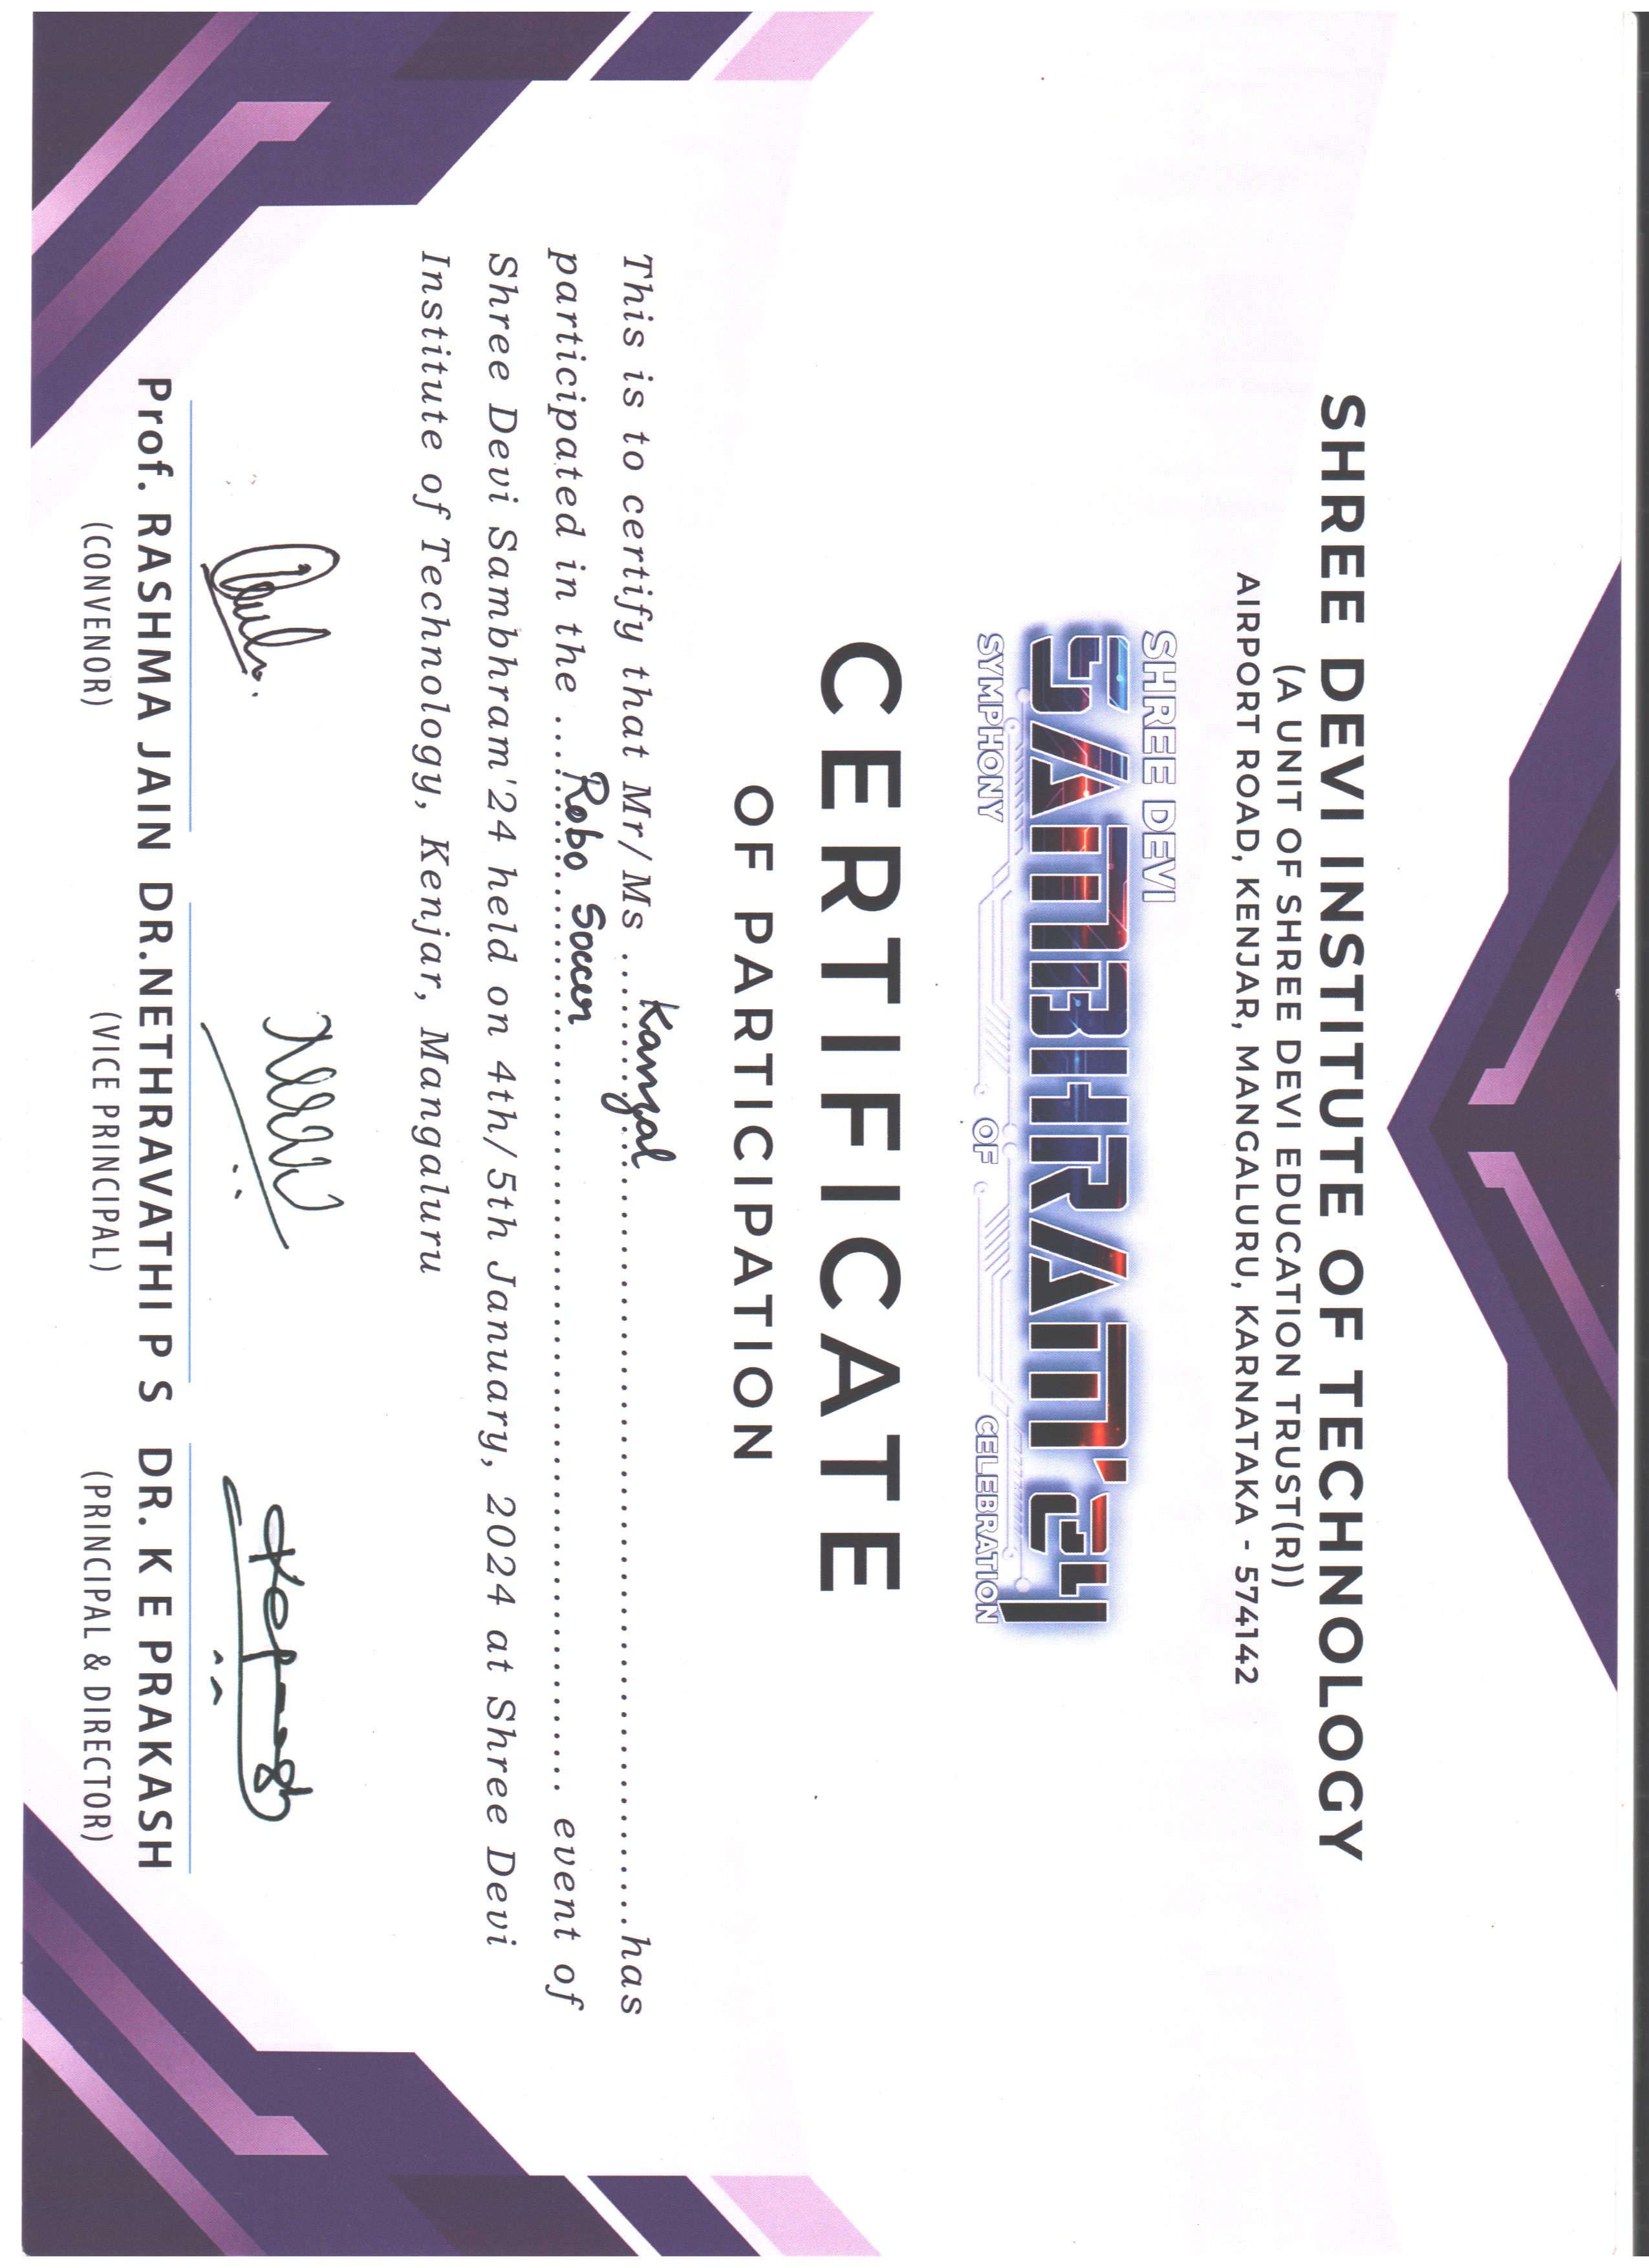 SHREE DEVI INSTITUTE OF TECHNOLOGY
(A UNIT OF SHREE DEVI EDUCATION TRUST(R))
AIRPORT ROAD, KENJAR, MANGALURU, KARNATAKA - 574142
SHREE DEVI
SAMBHRAM'24
SYMPHONY OF CELEBRATION
CERTIFICATE
OF PARTICIPATION
This is to certify that Mr/Ms ........................ has
participated in the ... Robo Soccer ........................ event of
Shree Devi Sambhram'24 held on 4th/5th January, 2024 at Shree Devi
Institute of Technology, Kenjar, Mangaluru
Prof. RASHMA JAIN DR.NETHRAVATHI P S DR. K E PRAKASH
(CONVENOR) (VICE PRINCIPAL) (PRINCIPAL & DIRECTOR)